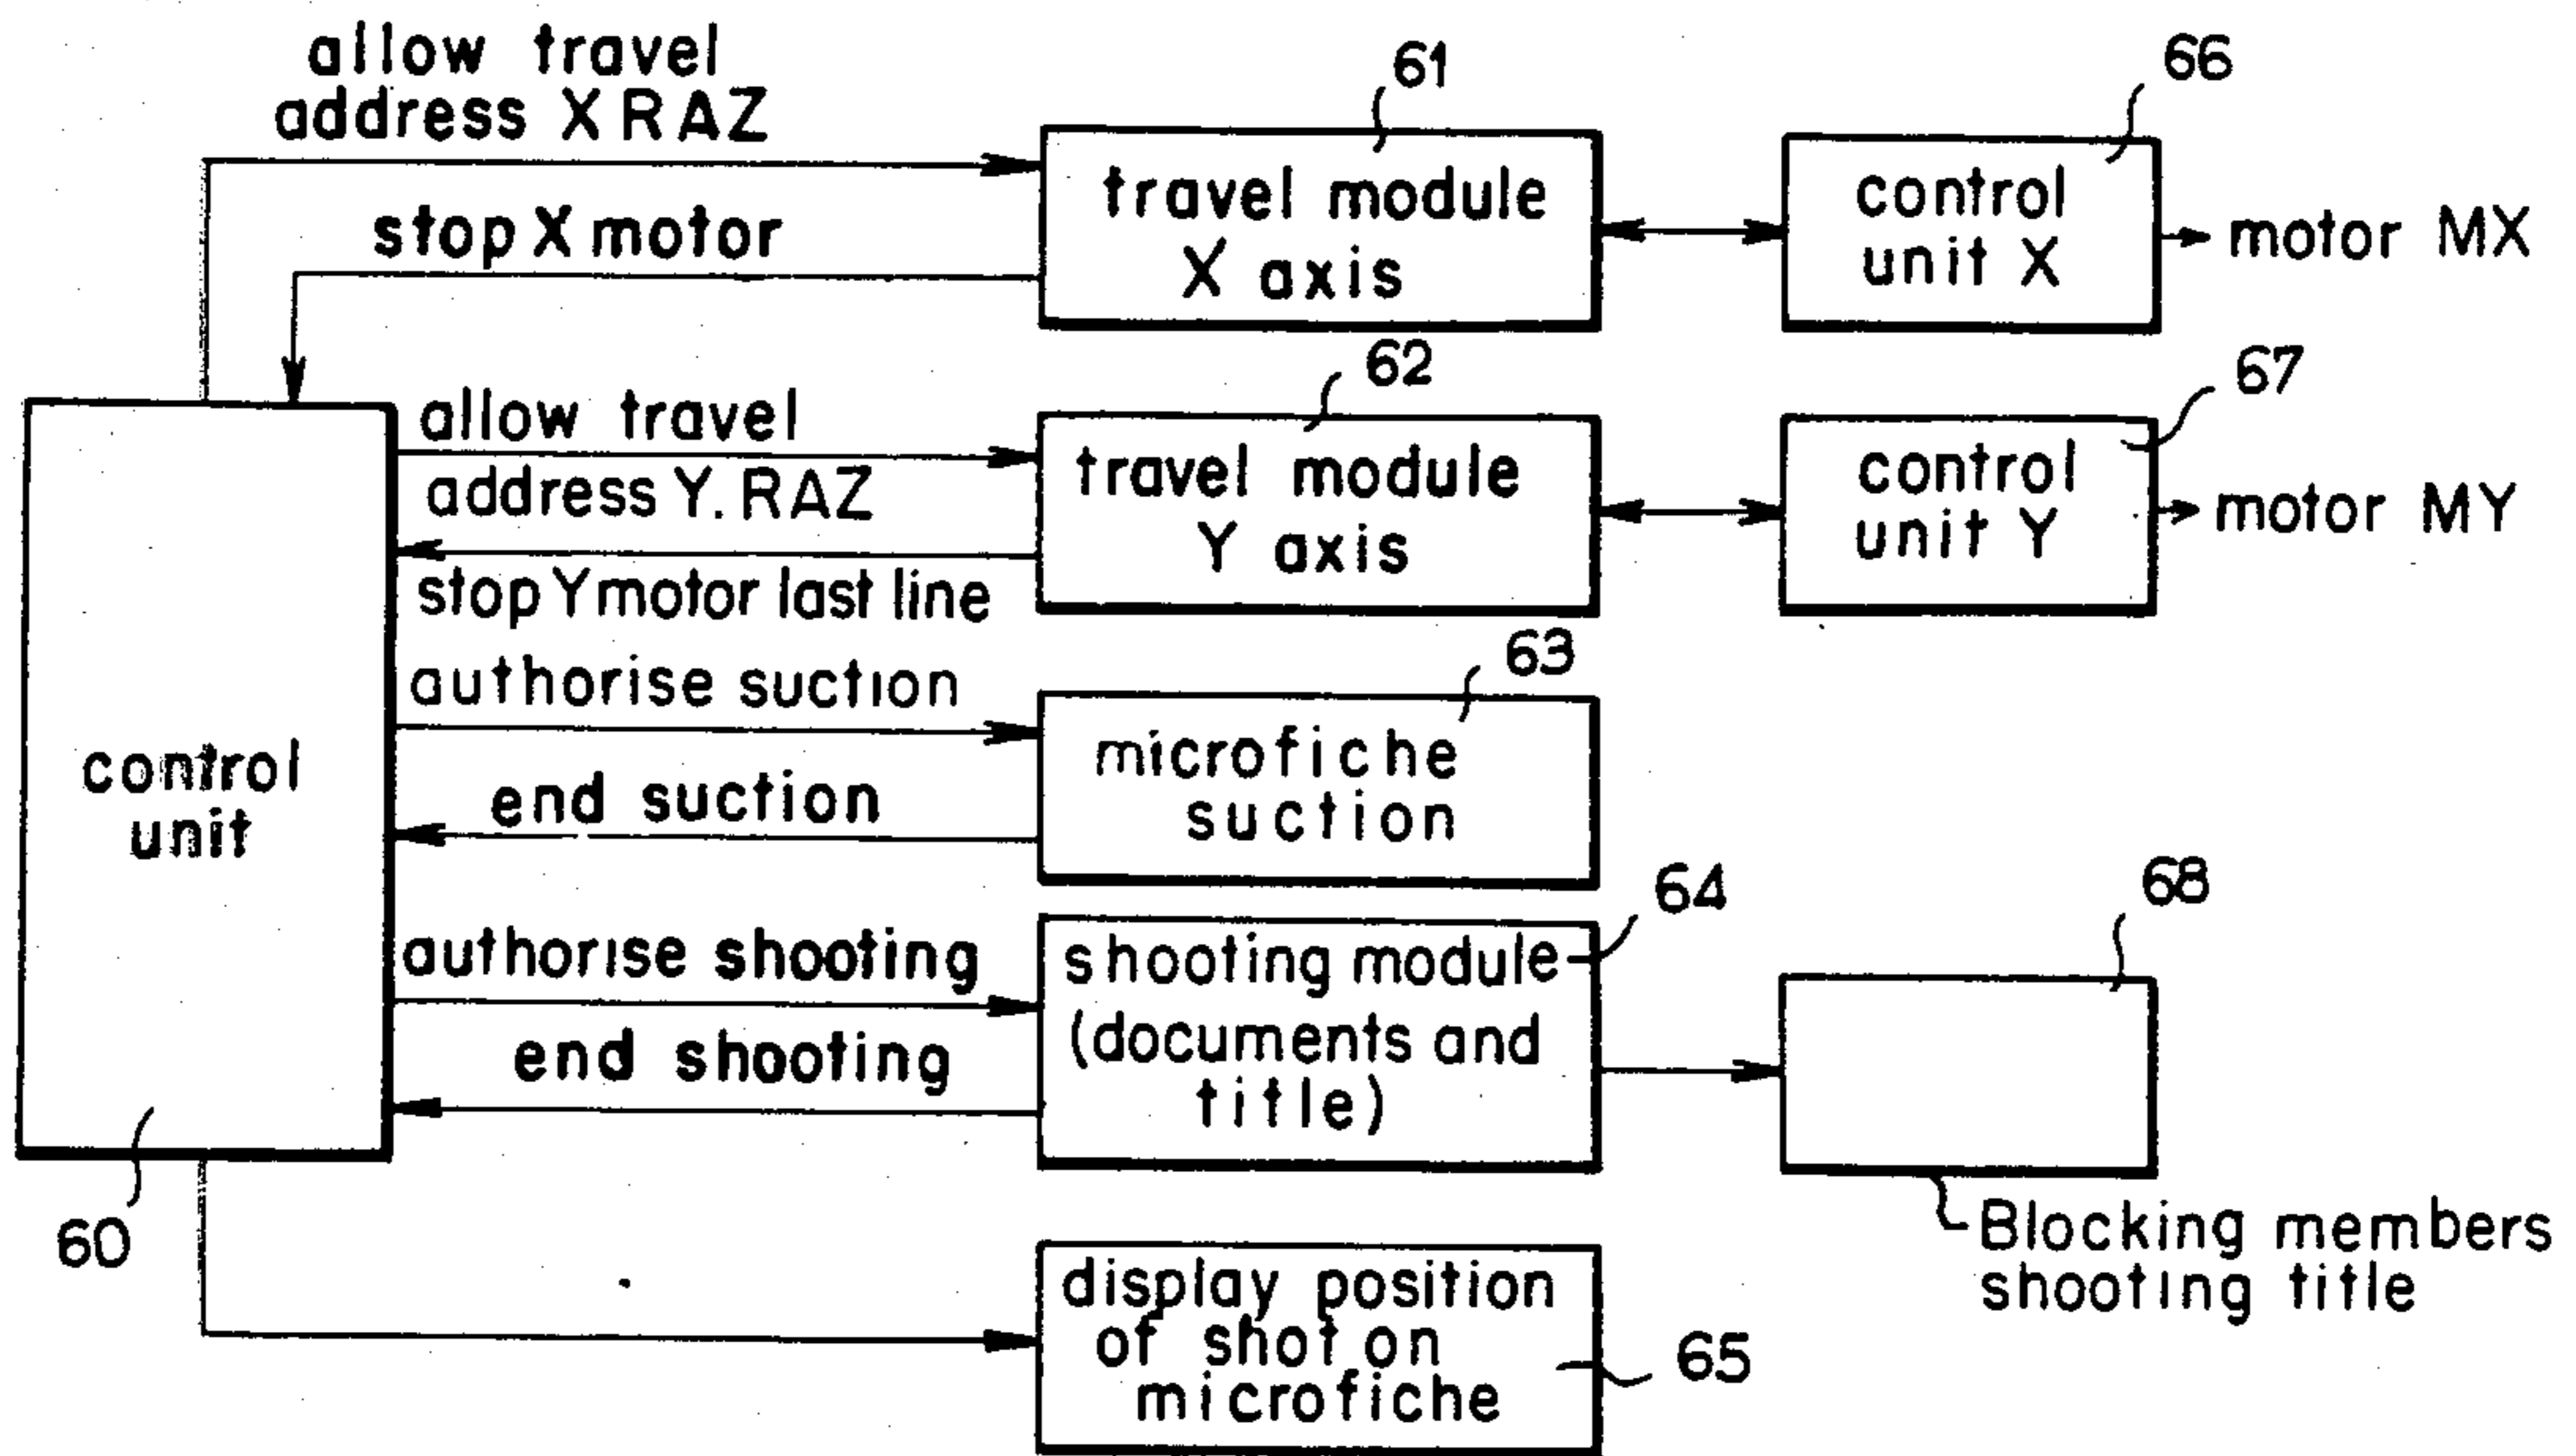 allow travel
address X RAZ
61
66
travel module
X axis
control
unit X
motor MX
stop X motor
62
67
allow travel
address Y. RAZ
travel module
Y axis
control
unit Y
motor MY
stop Y motor last line
63
authorise suction
microfiche
suction
control
unit
end suction
64
68
authorise shooting
shooting module
(documents and
title)
end shooting
60
Blocking members
shooting title
display position
of shot on
microfiche
65